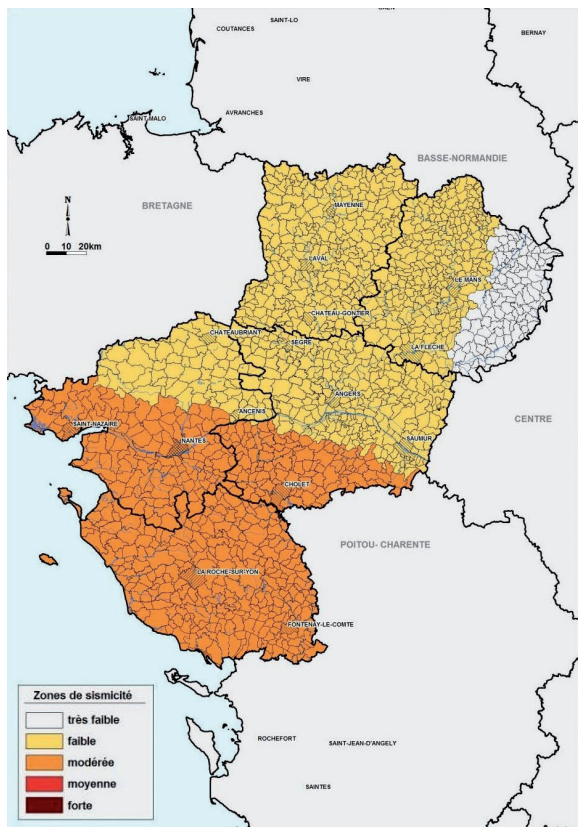 CAEN
SAINT-LO
COUTANCES
BERNAY
VIRE
AVRANCHES
SAINT-MALO
BASSE-NORMANDIE
BRETAGNE
MAYENNE
N
0 10 20km
LAVAL
LE MANS
CHATEAU-GONTIER
CHATEAUBRIANT
SEGRE
LA FLECHE
ANGERS
ANCENIS
CENTRE
SAINT-NAZAIRE
NANTES
SAUMUR
CHOLET
POITOU- CHARENTE
LA ROCHE-SUR-YON
FONTENAY-LE-COMTE
ROCHEFORT
SAINT-JEAN-D'ANGELY
SAINTES
Zones de sismicité
très faible
faible
modérée
moyenne
forte